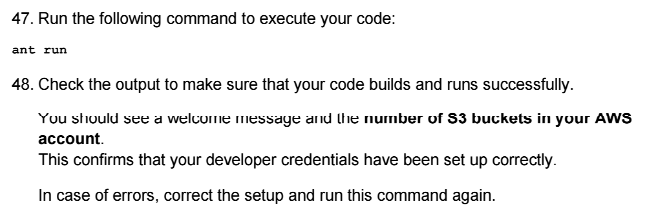 47. Run the following command to execute your code:
ant run
48. Check the output to make sure that your code builds and runs successfully.
You should see a welcome message and the number of S3 buckets in your AWS
account.
This confirms that your developer credentials have been set up correctly.
In case of errors, correct the setup and run this command again.